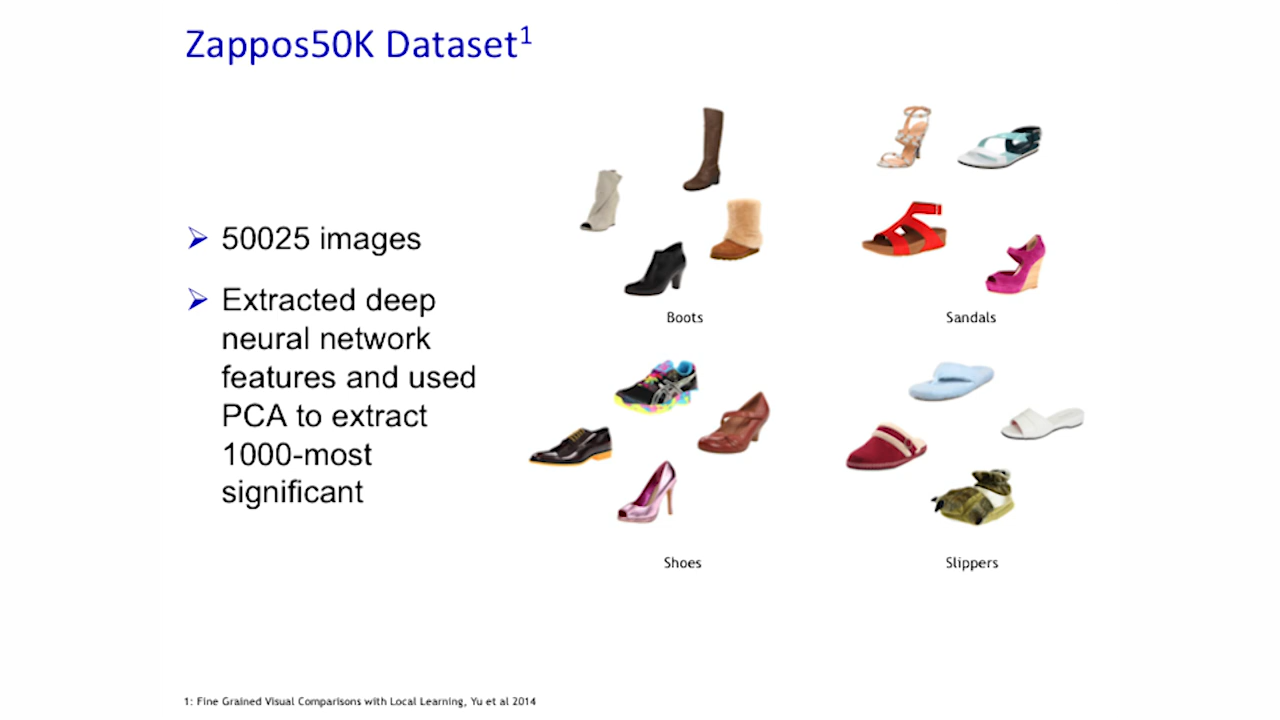 Zappos50K Dataset¹
➢ 50025 images
➢ Extracted deep
neural network
features and used
PCA to extract
1000-most
significant
Boots
Sandals
Shoes
Slippers
1: Fine Grained Visual Comparisons with Local Learning, Yu et al 2014